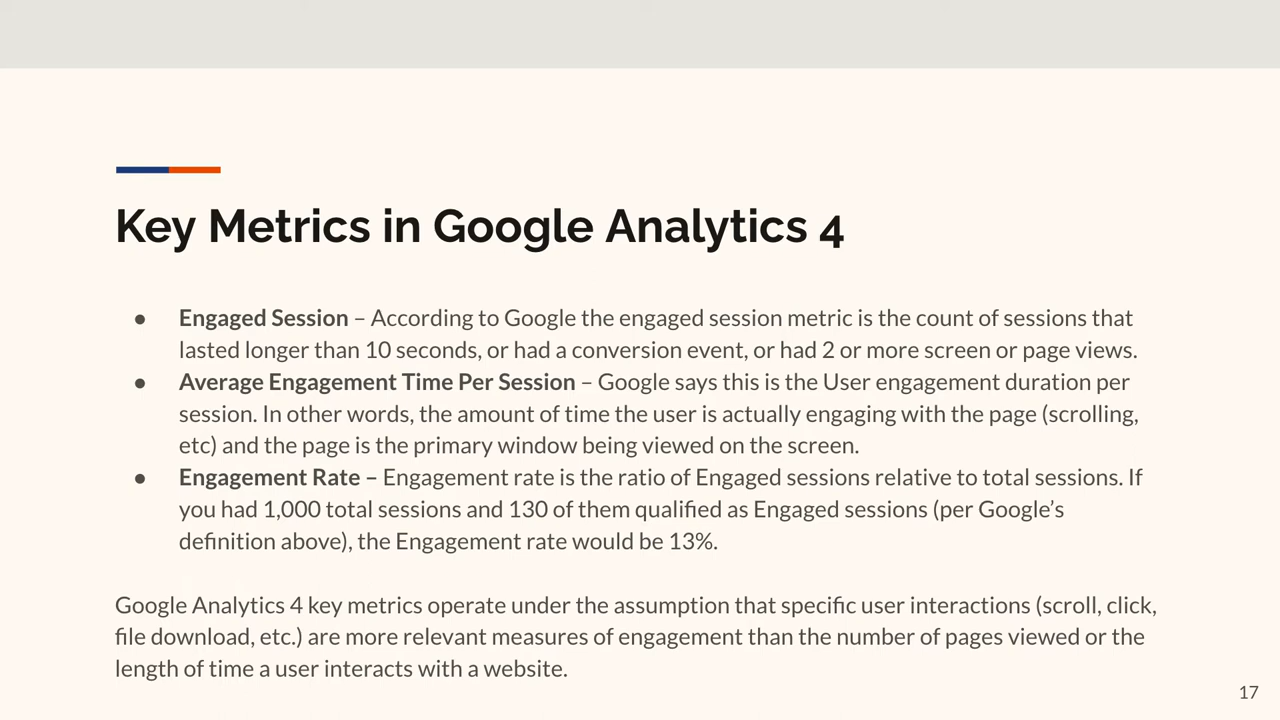 Key Metrics in Google Analytics 4
● Engaged Session – According to Google the engaged session metric is the count of sessions that
lasted longer than 10 seconds, or had a conversion event, or had 2 or more screen or page views.
● Average Engagement Time Per Session – Google says this is the User engagement duration per
session. In other words, the amount of time the user is actually engaging with the page (scrolling,
etc) and the page is the primary window being viewed on the screen.
● Engagement Rate – Engagement rate is the ratio of Engaged sessions relative to total sessions. If
you had 1,000 total sessions and 130 of them qualified as Engaged sessions (per Google’s
definition above), the Engagement rate would be 13%.
Google Analytics 4 key metrics operate under the assumption that specific user interactions (scroll, click,
file download, etc.) are more relevant measures of engagement than the number of pages viewed or the
length of time a user interacts with a website.
17